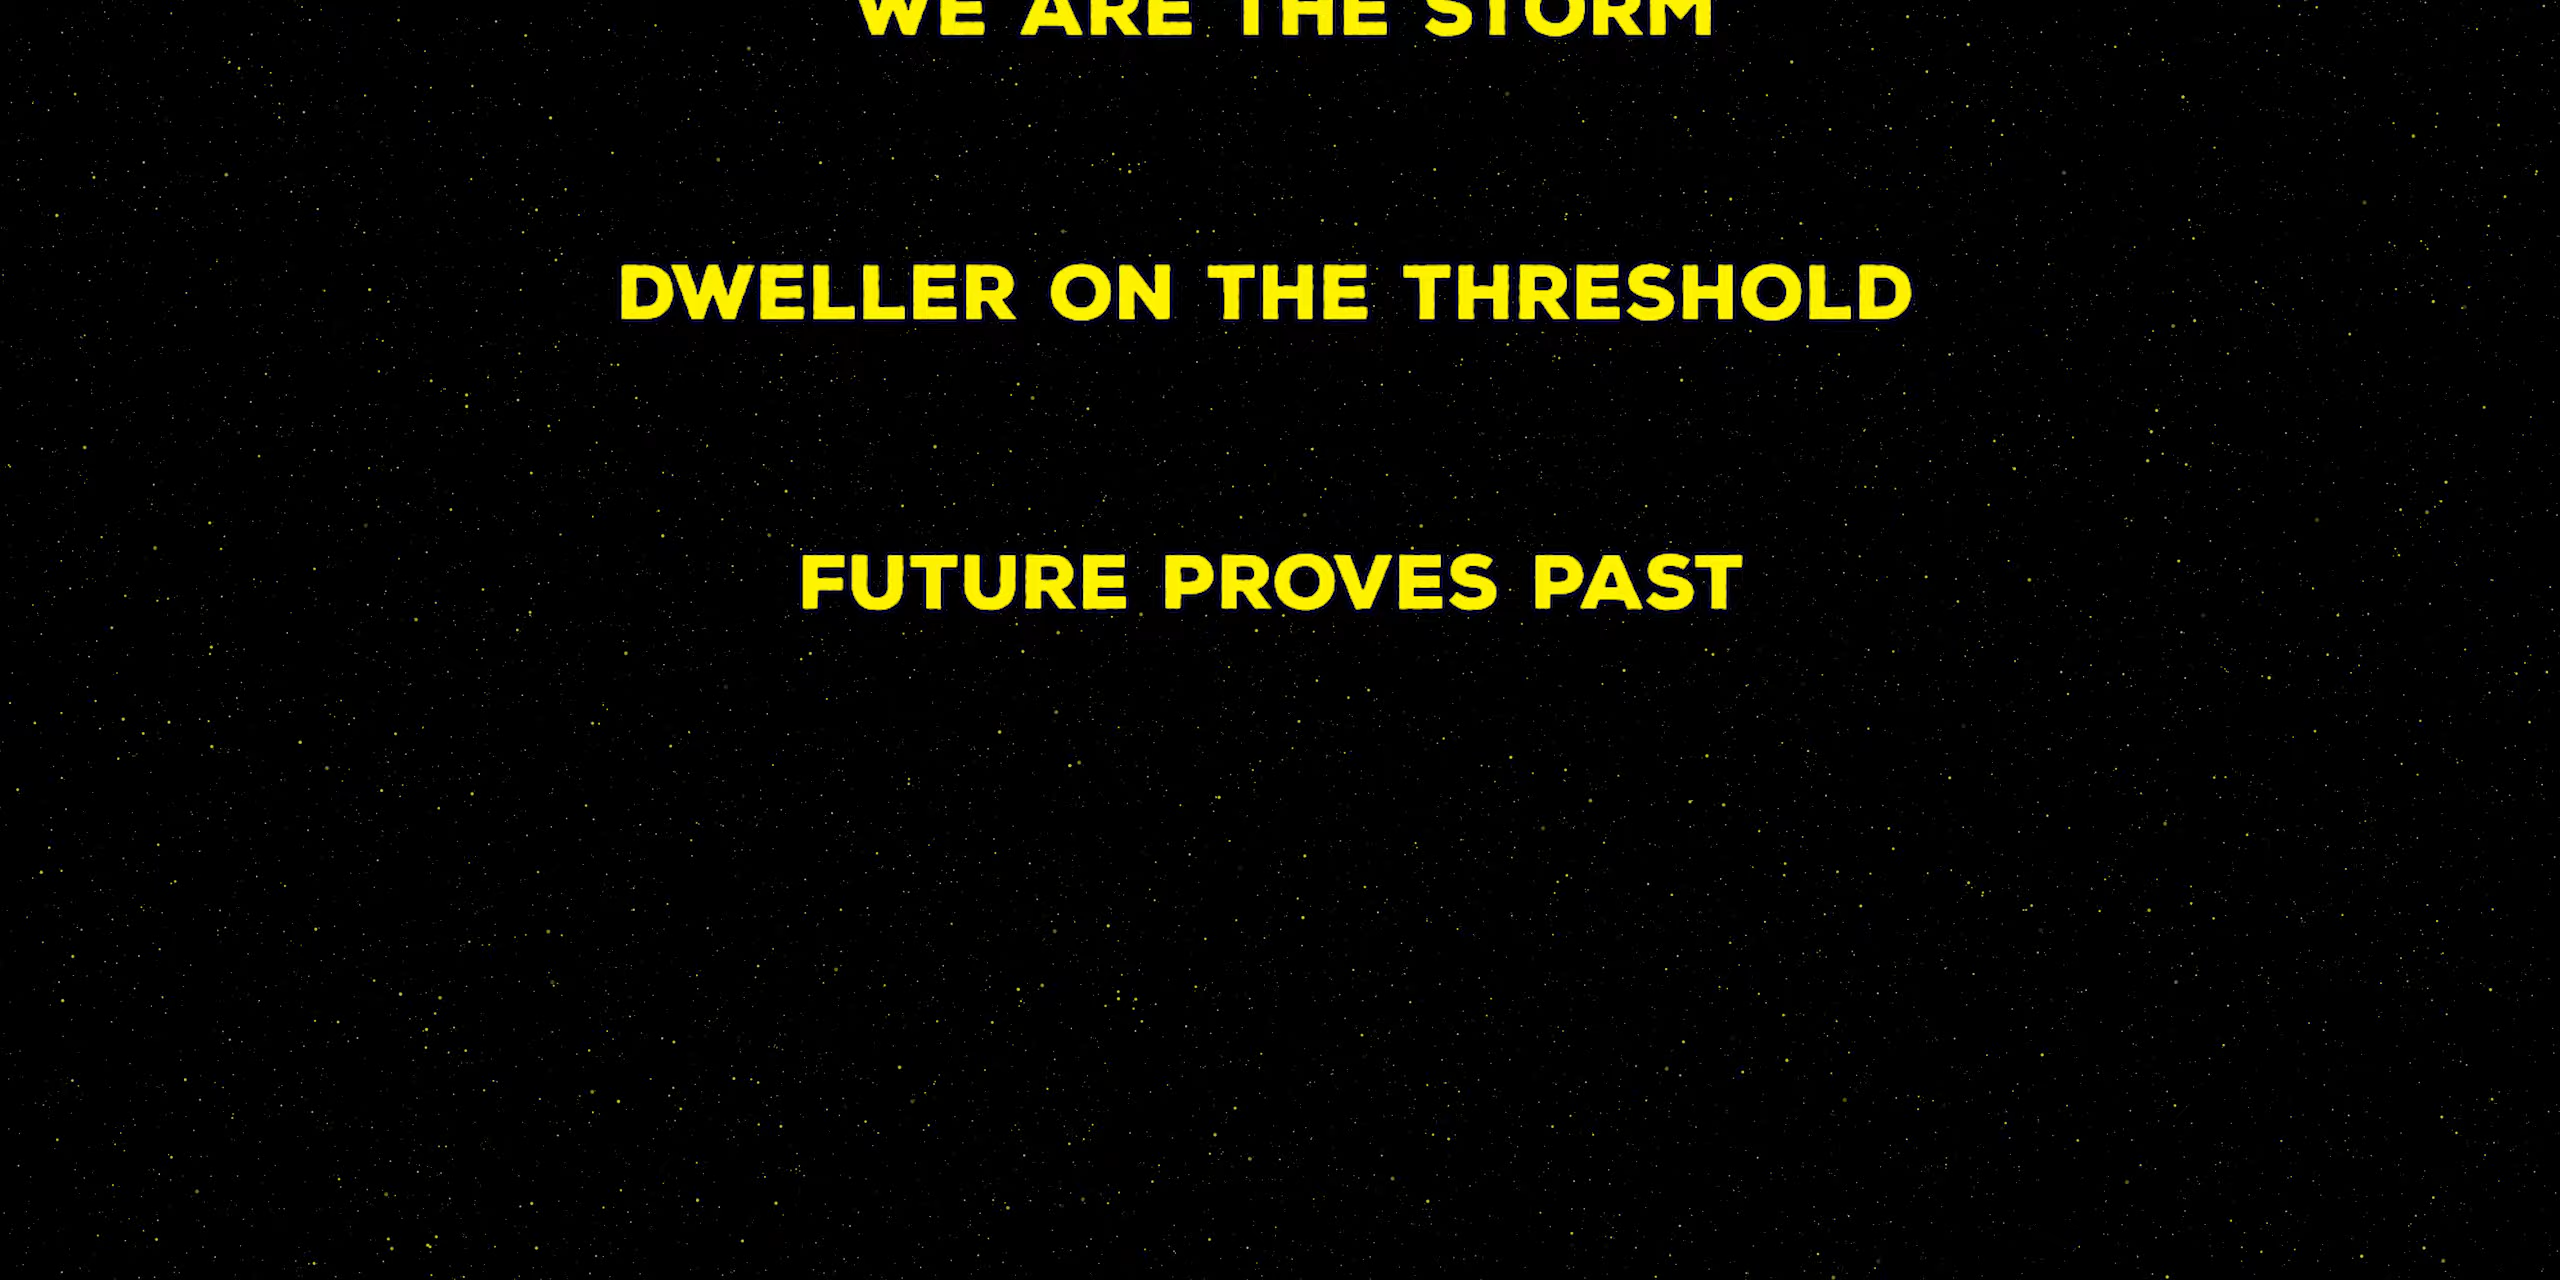 WE ARE THE STORM
DWELLER ON THE THRESHOLD
FUTURE PROVES PAST